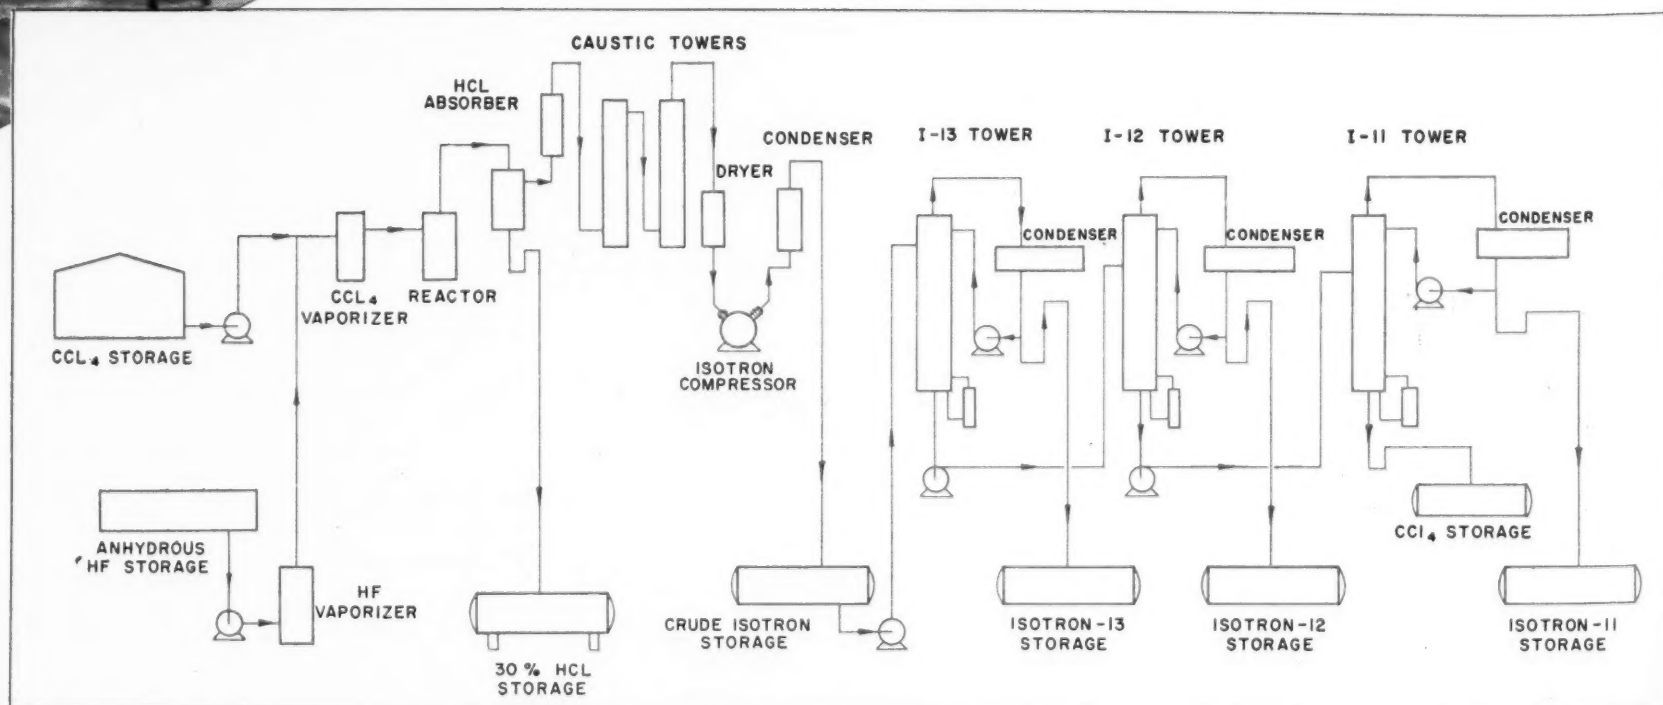 CAUSTIC TOWERS
HCL
ABSORBER
CONDENSER
DRYER
I-13 TOWER
I-12 TOWER
I-11 TOWER
CONDENSER
CONDENSER
CONDENSER
CCL4
VAPORIZER
REACTOR
CCL4 STORAGE
ISOTRON
COMPRESSOR
ANHYDROUS
HF STORAGE
HF
VAPORIZER
30% HCL
STORAGE
CRUDE ISOTRON
STORAGE
ISOTRON-13
STORAGE
ISOTRON-12
STORAGE
CCl4 STORAGE
ISOTRON-11
STORAGE